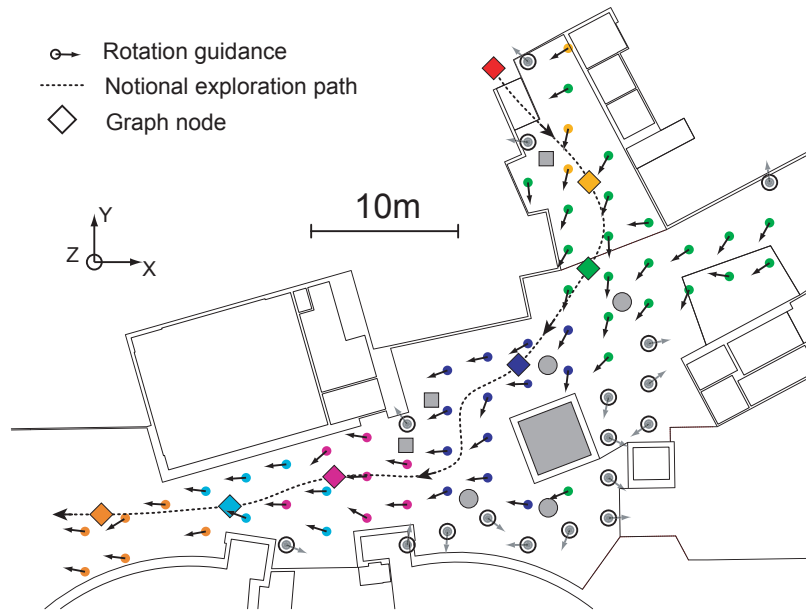 Rotation guidance
Notional exploration path
Graph node
10m
Y
Z
X